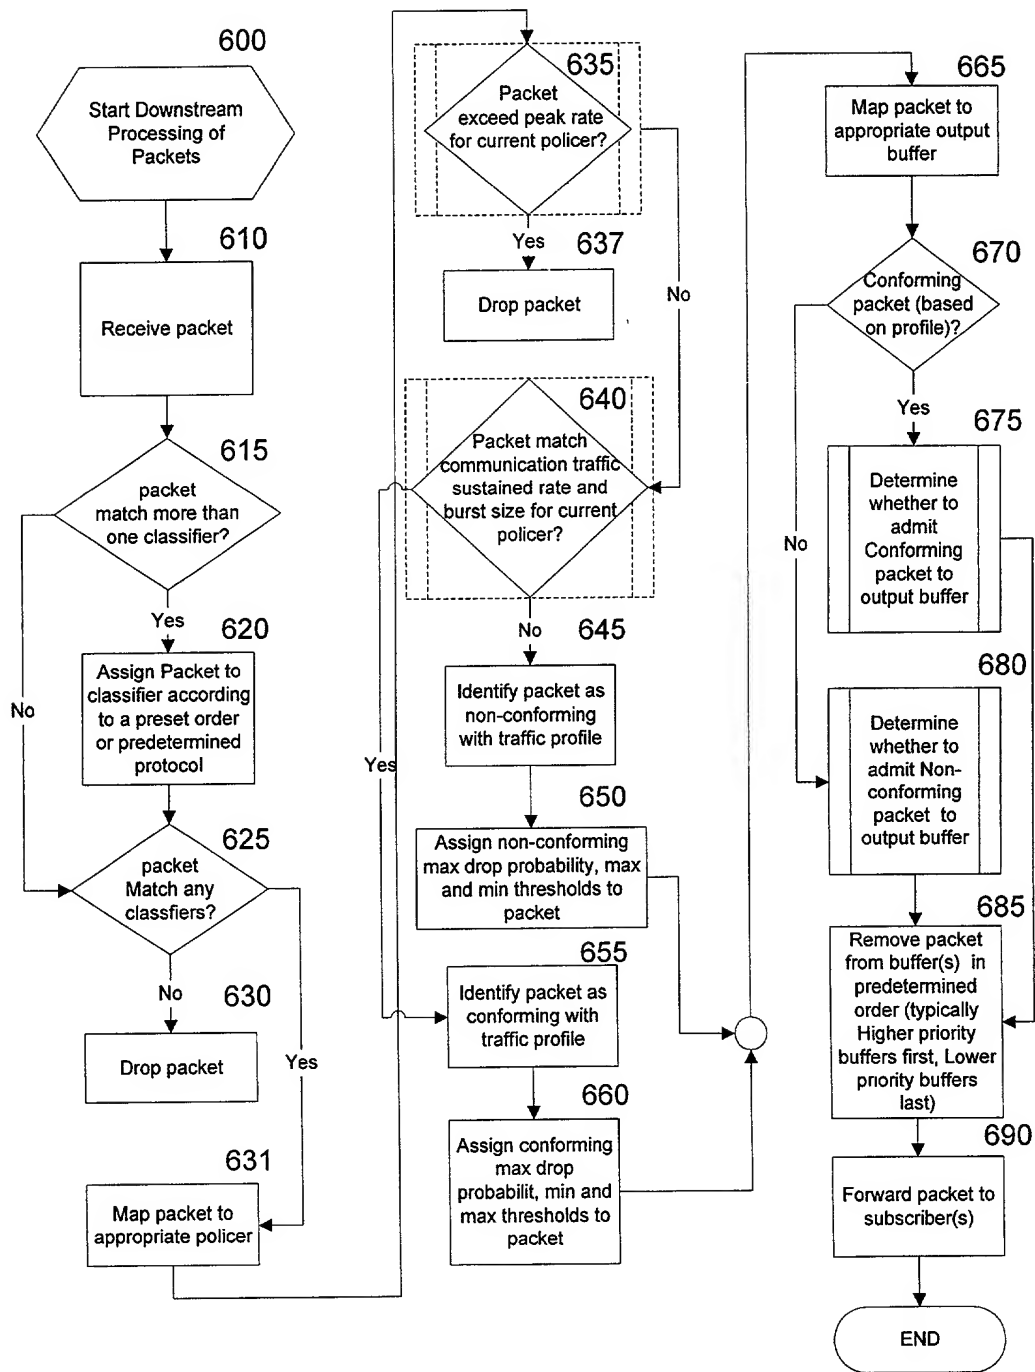 600
Start Downstream
Processing of
Packets
610
Receive packet
615
packet
match more than
one classifier?
Yes
No
620
Assign Packet to
classifier according
to a preset order
or predetermined
protocol
625
packet
Match any
classfiers?
No
Yes
630
Drop packet
631
Map packet to
appropriate policer
635
Packet
exceed peak rate
for current policer?
Yes
No
637
Drop packet
640
Packet match
communication traffic
sustained rate and
burst size for current
policer?
No
Yes
645
Identify packet as
non-conforming
with traffic profile
650
Assign non-conforming
max drop probability, max
and min thresholds to
packet
655
Identify packet as
conforming with
traffic profile
660
Assign conforming
max drop
probabilit, min and
max thresholds to
packet
665
Map packet to
appropriate output
buffer
670
Conforming
packet (based
on profile)?
Yes
No
675
Determine
whether to
admit
Conforming
packet to
output buffer
680
Determine
whether to
admit Non-
conforming
packet to
output buffer
685
Remove packet
from buffer(s) in
predetermined
order (typically
Higher priority
buffers first, Lower
priority buffers
last)
690
Forward packet to
subscriber(s)
END